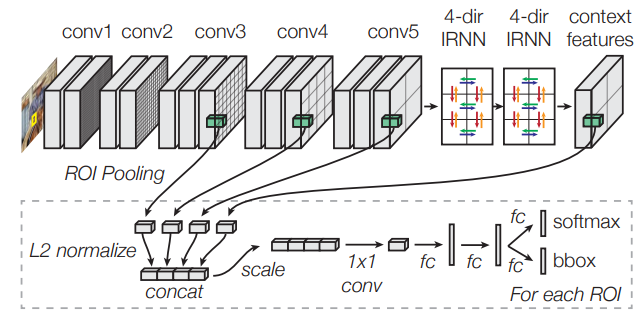 conv1 conv2 conv3 conv4 conv5 4-dir IRNN 4-dir IRNN context features
ROI Pooling
L2 normalize
concat
scale
1x1 conv
fc
fc
fc
softmax
fc
bbox
For each ROI